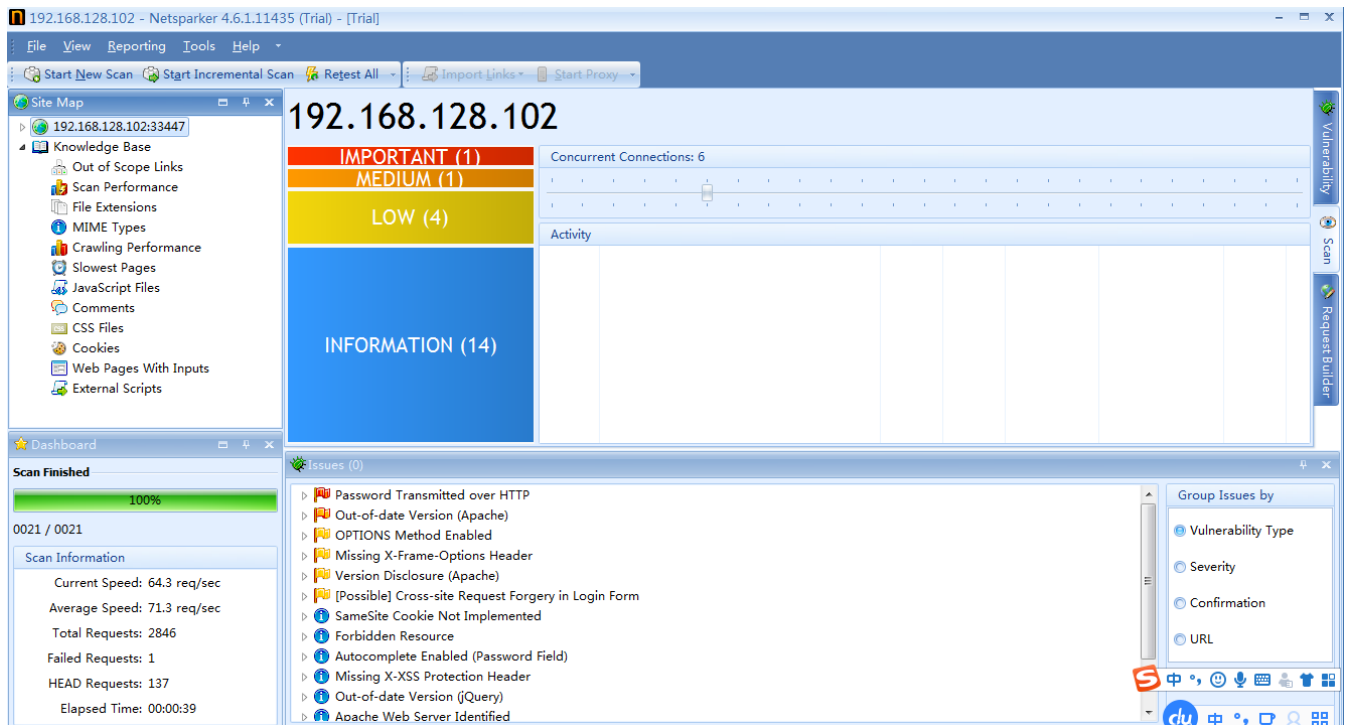 192.168.128.102 - Netsparker 4.6.1.11435 (Trial) - [Trial]
File View Reporting Tools Help
Start New Scan Start Incremental Scan Retest All Import Links Start Proxy
Site Map
192.168.128.102:33447
Knowledge Base
Out of Scope Links
Scan Performance
File Extensions
MIME Types
Crawling Performance
Slowest Pages
JavaScript Files
Comments
CSS Files
Cookies
Web Pages With Inputs
External Scripts
192.168.128.102
IMPORTANT (1)
MEDIUM (1)
LOW (4)
INFORMATION (14)
Concurrent Connections: 6
Activity
Vulnerability
Scan
Request Builder
Dashboard
Scan Finished
100%
0021 / 0021
Scan Information
Current Speed: 64.3 req/sec
Average Speed: 71.3 req/sec
Total Requests: 2846
Failed Requests: 1
HEAD Requests: 137
Elapsed Time: 00:00:39
Issues (0)
Password Transmitted over HTTP
Out-of-date Version (Apache)
OPTIONS Method Enabled
Missing X-Frame-Options Header
Version Disclosure (Apache)
[Possible] Cross-site Request Forgery in Login Form
SameSite Cookie Not Implemented
Forbidden Resource
Autocomplete Enabled (Password Field)
Missing X-XSS Protection Header
Out-of-date Version (jQuery)
Apache Web Server Identified
Group Issues by
Vulnerability Type
Severity
Confirmation
URL
S 中
du 中